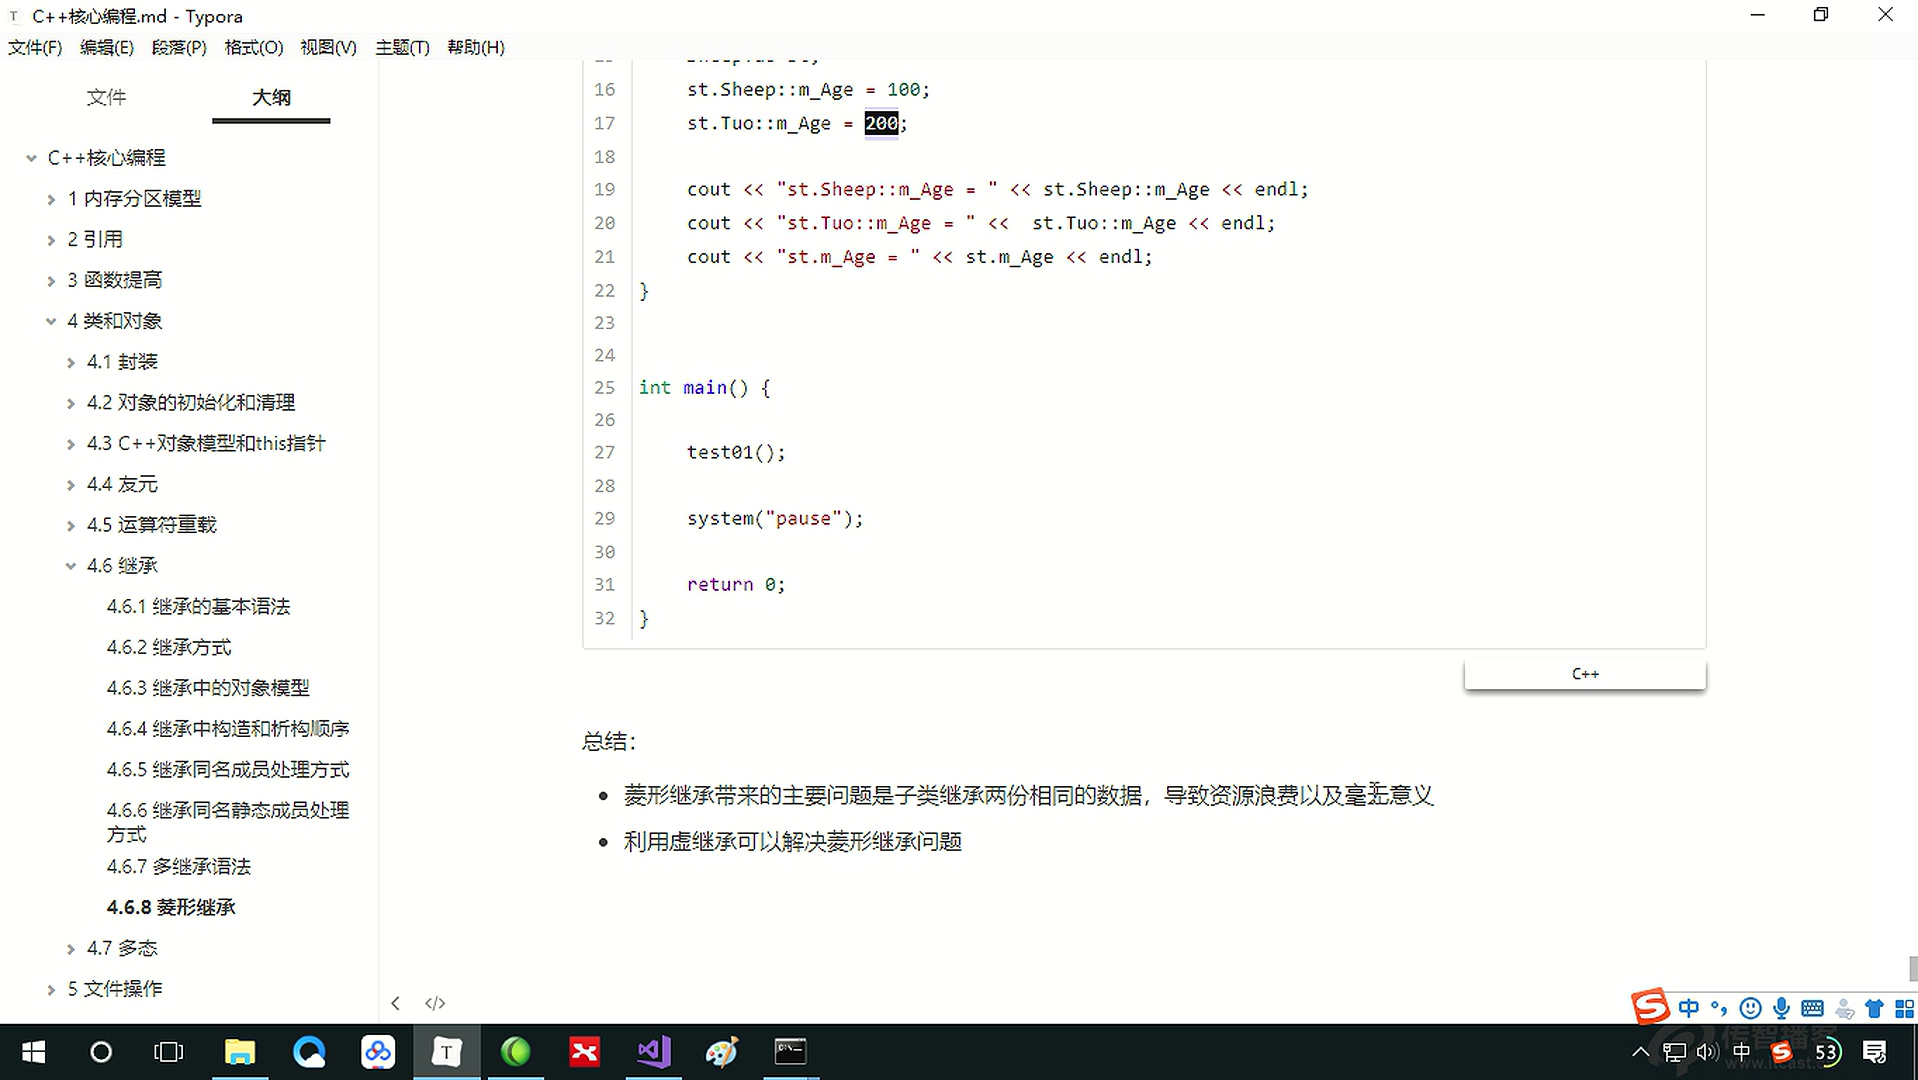 C++核心编程.md - Typora
文件(F) 编辑(E) 段落(P) 格式(O) 视图(V) 主题(T) 帮助(H)
文件 大纲
C++核心编程
1 内存分区模型
2 引用
3 函数提高
4 类和对象
4.1 封装
4.2 对象的初始化和清理
4.3 C++对象模型和this指针
4.4 友元
4.5 运算符重载
4.6 继承
4.6.1 继承的基本语法
4.6.2 继承方式
4.6.3 继承中的对象模型
4.6.4 继承中构造和析构顺序
4.6.5 继承同名成员处理方式
4.6.6 继承同名静态成员处理
方式
4.6.7 多继承语法
4.6.8 菱形继承
4.7 多态
5 文件操作
16 st.Sheep::m_Age = 100;
17 st.Tuo::m_Age = 200;
18
19 cout << "st.Sheep::m_Age = " << st.Sheep::m_Age << endl;
20 cout << "st.Tuo::m_Age = " <<  st.Tuo::m_Age << endl;
21 cout << "st.m_Age = " << st.m_Age << endl;
22 }
23
24
25 int main() {
26
27 test01();
28
29 system("pause");
30
31 return 0;
32 }
C++
总结：
菱形继承带来的主要问题是子类继承两份相同的数据，导致资源浪费以及毫无意义
利用虚继承可以解决菱形继承问题
</>
中
中 53
传智播客